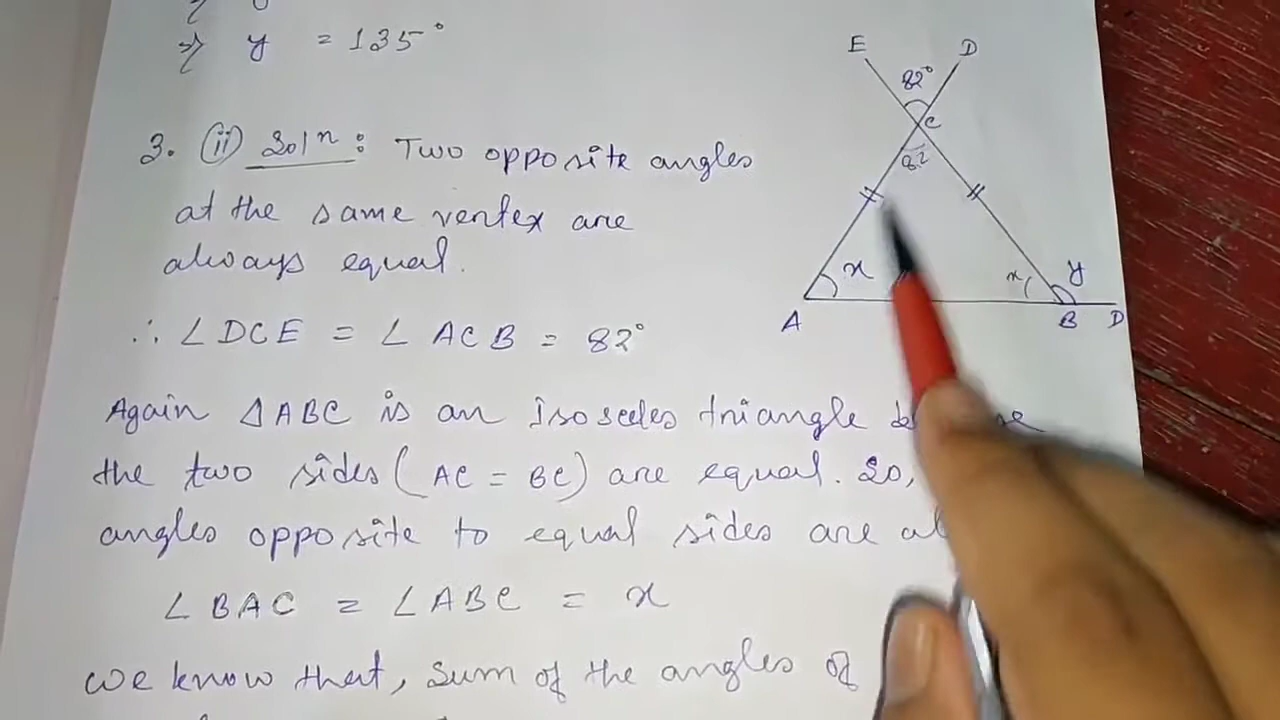 ⇒ y = 135°
3. (ii) Solⁿ: Two opposite angles
at the same vertex are
always equal.
∴ ∠DCE = ∠ACB = 82°
Again ΔABC is an isosceles triangle
the two sides (AC = BC) are equal. So,
angles opposite to equal sides are
∠BAC = ∠ABC = x
we know that, sum of the angles of
E
D
82°
C
82
x
x
y
A
B
D